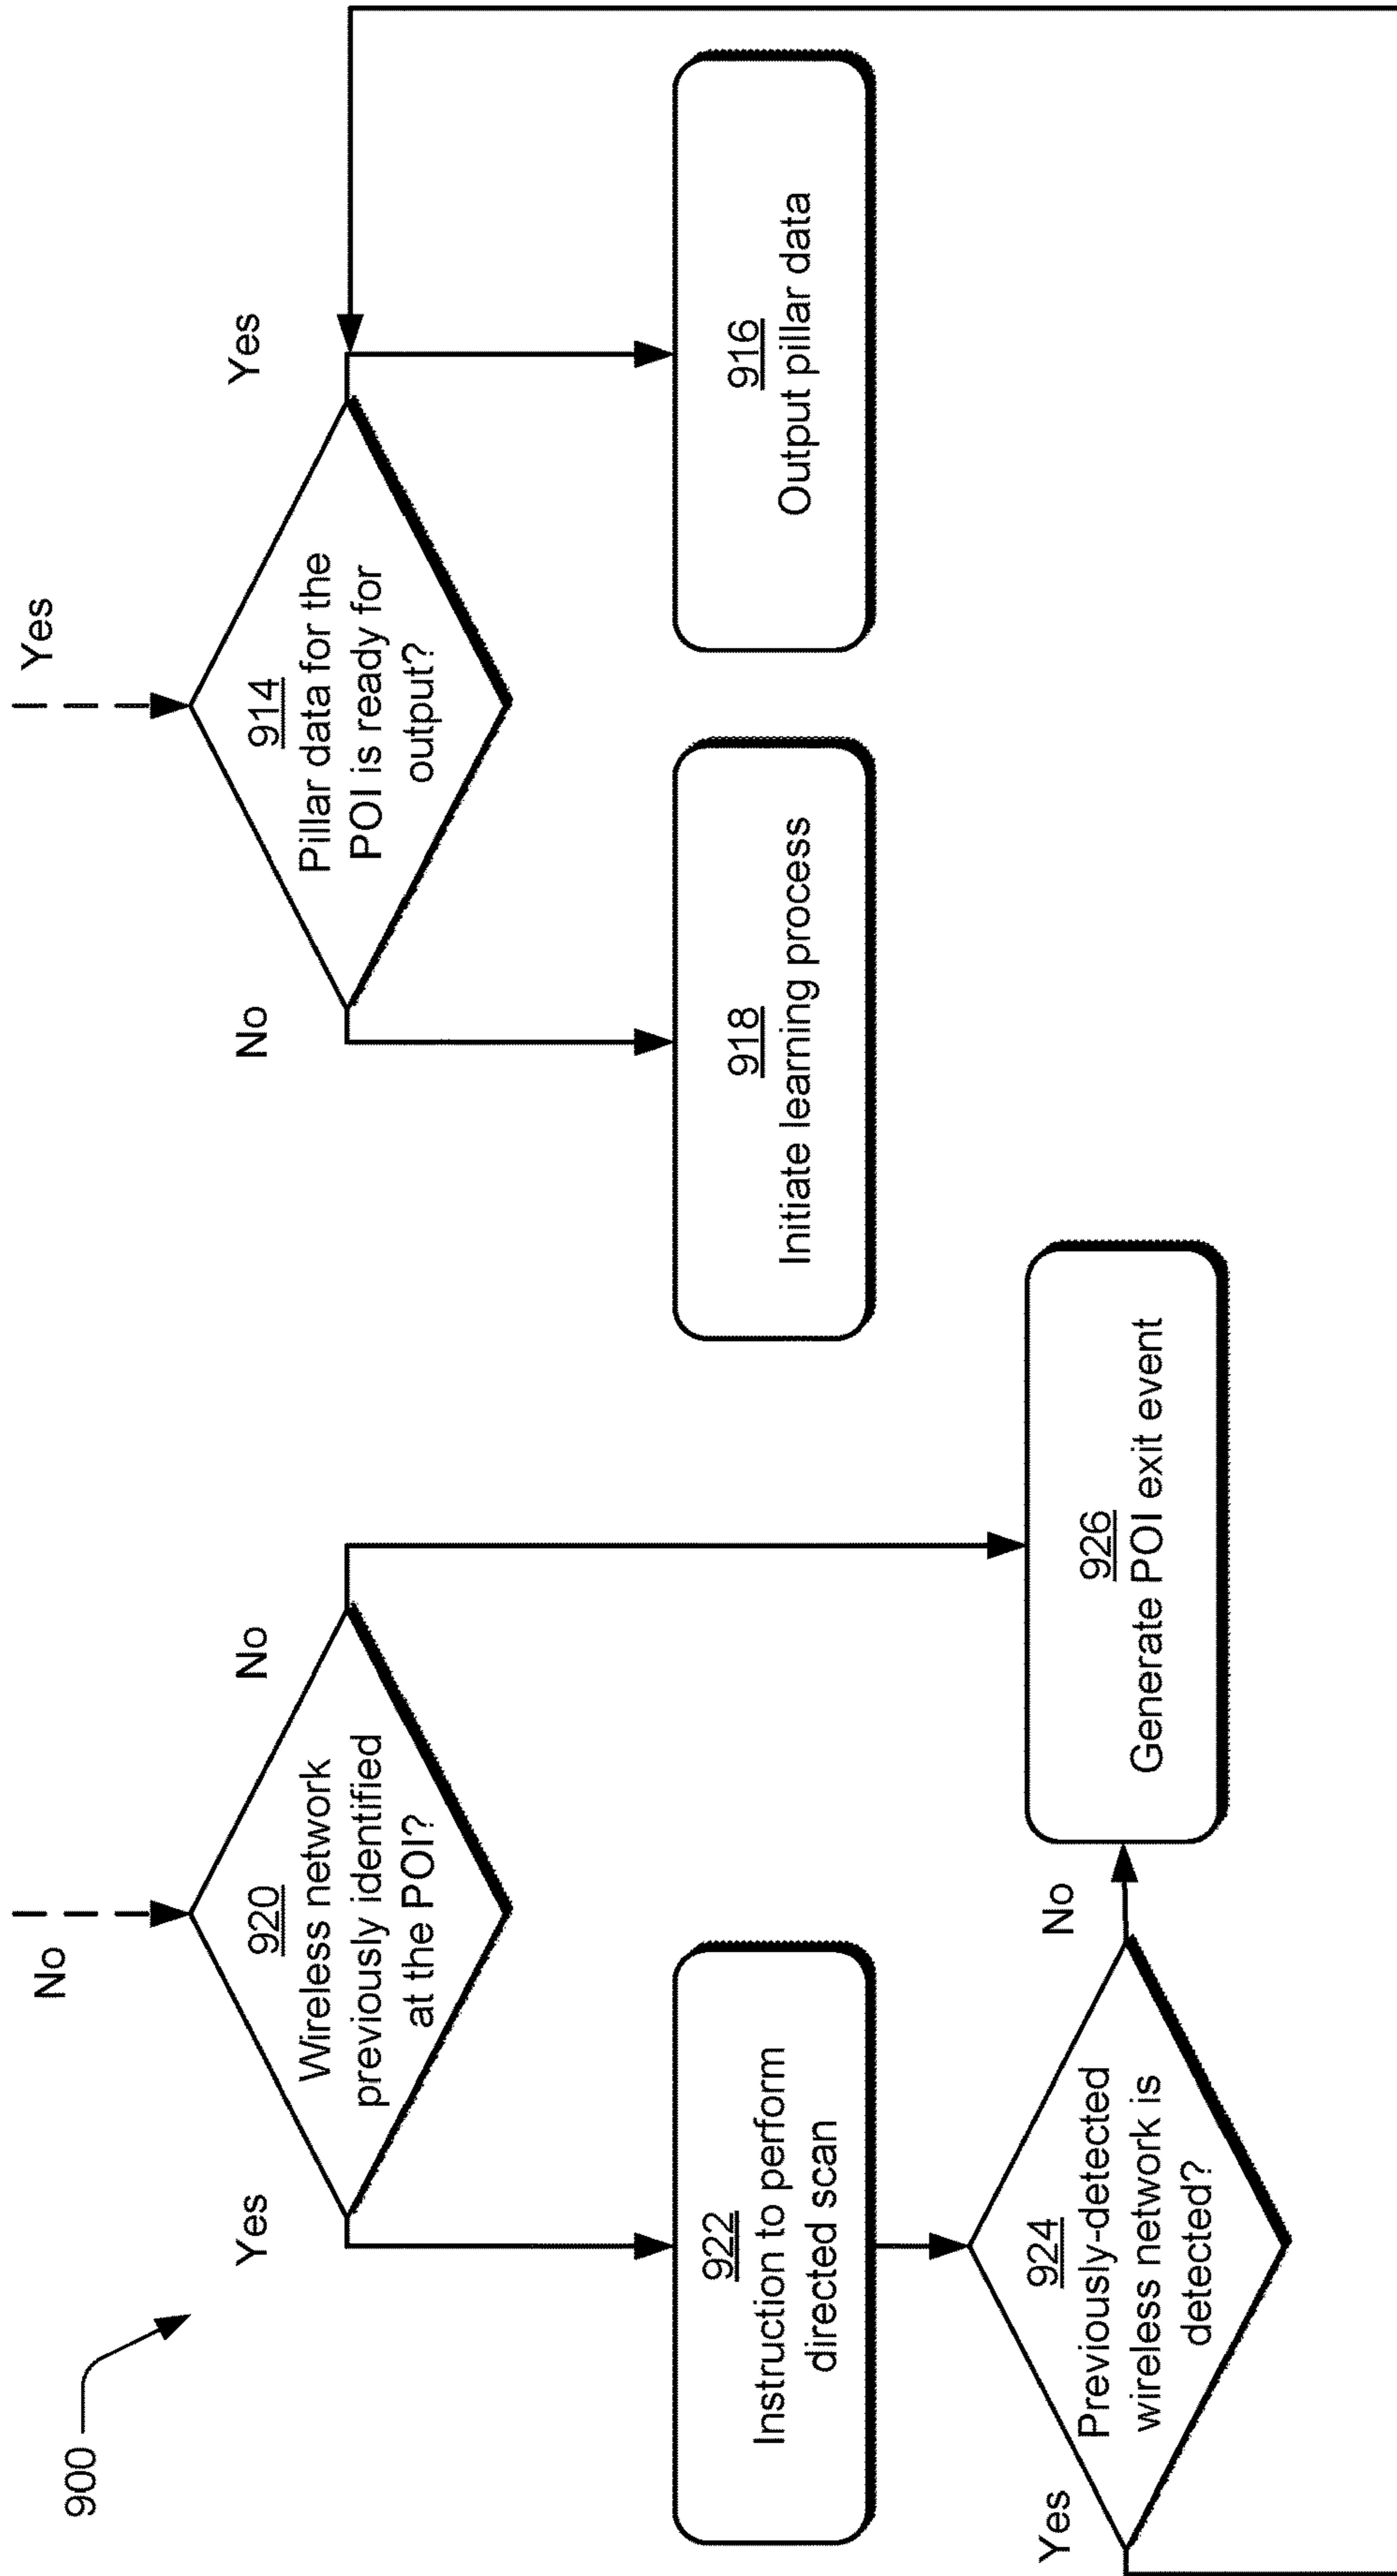 900
No
Yes
920
Wireless network
previously identified
at the POI?
Yes
No
914
Pillar data for the
POI is ready for
output?
No
Yes
922
Instruction to perform
directed scan
918
Initiate learning process
916
Output pillar data
924
Previously-detected
wireless network is
detected?
Yes
No
926
Generate POI exit event